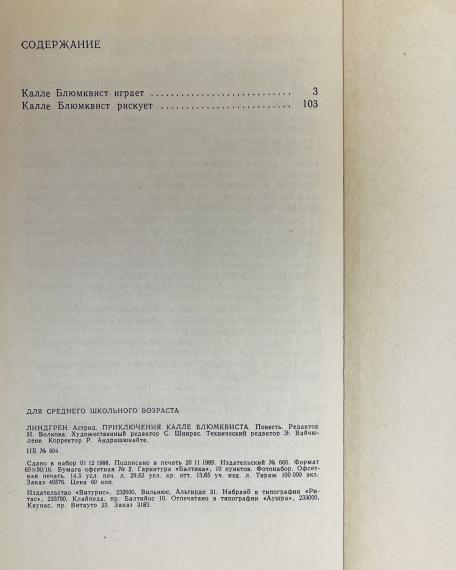 СОДЕРЖАНИЕ
Калле Блюмквист играет . . . . . . . . . . . . . . . . . . . . . . . . . . 3
Калле Блюмквист рискует . . . . . . . . . . . . . . . . . . . . . . . . 103
ДЛЯ СРЕДНЕГО ШКОЛЬНОГО ВОЗРАСТА
ЛИНДГРЕН Астрид. ПРИКЛЮЧЕНИЯ КАЛЛЕ БЛЮМКВИСТА. Повесть. Редактор
Н. Волкова. Художественный редактор С. Шнирас. Технический редактор Э. Вайчю-
лене. Корректор Р. Андрашюнайте.
ИБ № 804
Сдано в набор 01 12 1988. Подписано в печать 20 11 1989. Издательский № 666. Формат
60×90/16. Бумага офсетная № 2. Гарнитура «Балтика», 10 пунктов. Фотонабор. Офсет-
ная печать. 14,5 усл. печ. л. 29,63 усл. кр. отт. 13,65 уч. изд. л. Тираж 100 000 экз.
Заказ 40376. Цена 60 коп.
Издательство «Витурис», 232600, Вильнюс, Альгирдо 31. Набрано в типографии «Ри-
тас», 235799, Клайпеда, пр. Балтийос 10. Отпечатано в типографии «Аушра», 233000,
Каунас, пр. Витауто 23. Заказ 3183.